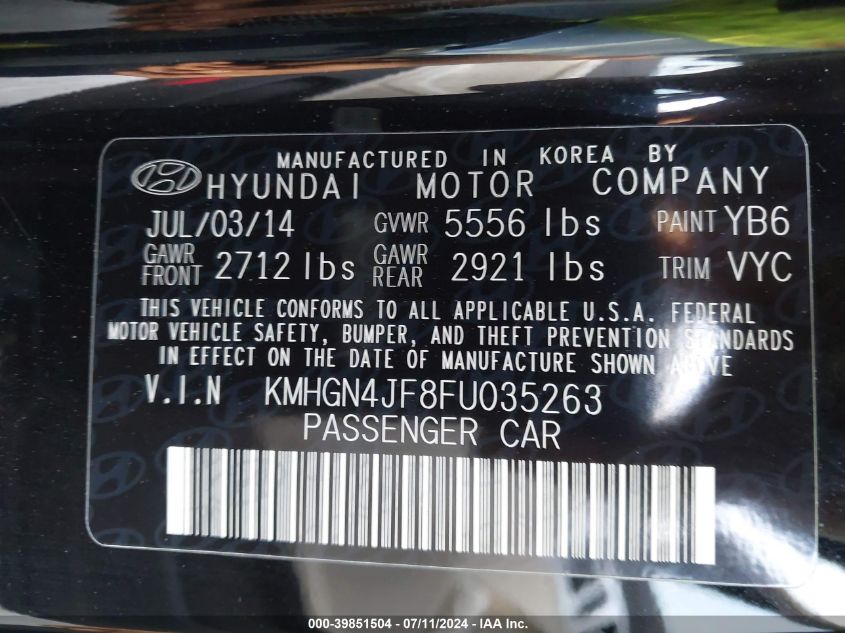 MANUFACTURED IN KOREA BY
HYUNDAI MOTOR COMPANY
JUL/03/14 GVWR 5556 lbs PAINT YB6
GAWR FRONT 2712 lbs GAWR REAR 2921 lbs TRIM VYC
THIS VEHICLE CONFORMS TO ALL APPLICABLE U.S.A. FEDERAL
MOTOR VEHICLE SAFETY, BUMPER, AND THEFT PREVENTION STANDARDS
IN EFFECT ON THE DATE OF MANUFACTURE SHOWN ABOVE
V.I.N KMHGN4JF8FU035263
PASSENGER CAR
000-39851504 - 07/11/2024 - IAA Inc.